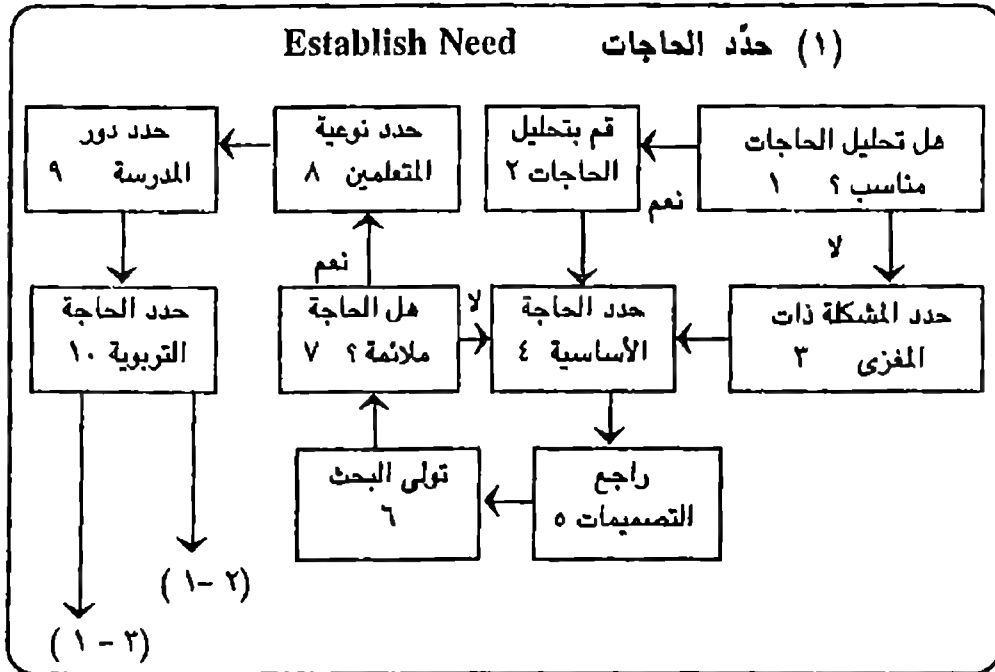 (١) حدّد الحاجات Establish Need
هل تحليل الحاجات
مناسب ؟ ١
نعم
لا
قم بتحليل
الحاجات ٢
حدد المشكلة ذات
المغزى ٣
حدد الحاجة
الأساسية ٤
راجع
التصميمات ٥
تولى البحث
٦
هل الحاجة
ملائمة ؟ ٧
لا
نعم
حدد نوعية
المتعلمين ٨
حدد دور
المدرسة ٩
حدد الحاجة
التربوية ١٠
(٢ – ١)
(٣ – ١)